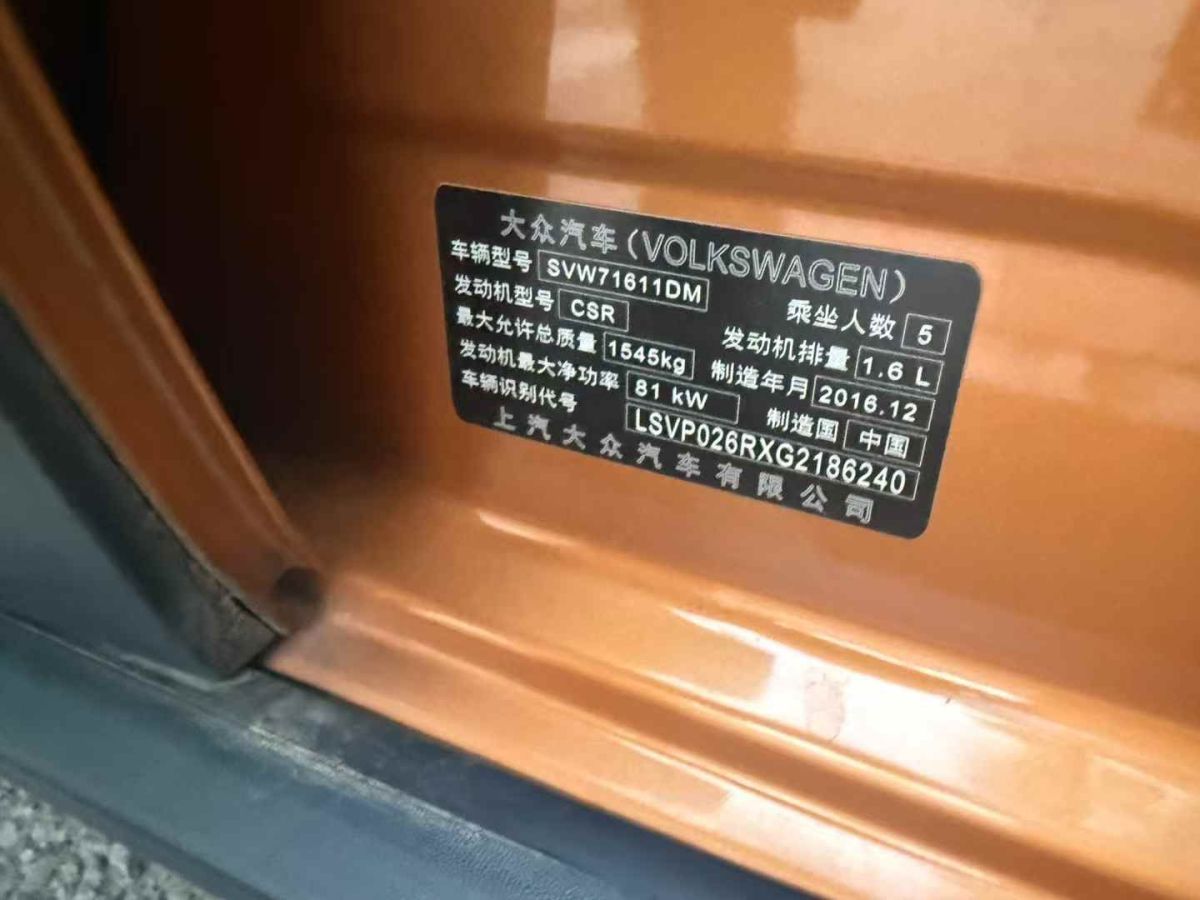 大众汽车(VOLKSWAGEN)
车辆型号 SVW71611DM 乘坐人数 5
发动机型号 CSR 发动机排量 1.6 L
最大允许总质量 1545kg 制造年月 2016.12
发动机最大净功率 81 kW 制造国 中国
车辆识别代号 LSVP026RXG2186240
上汽大众汽车有限公司